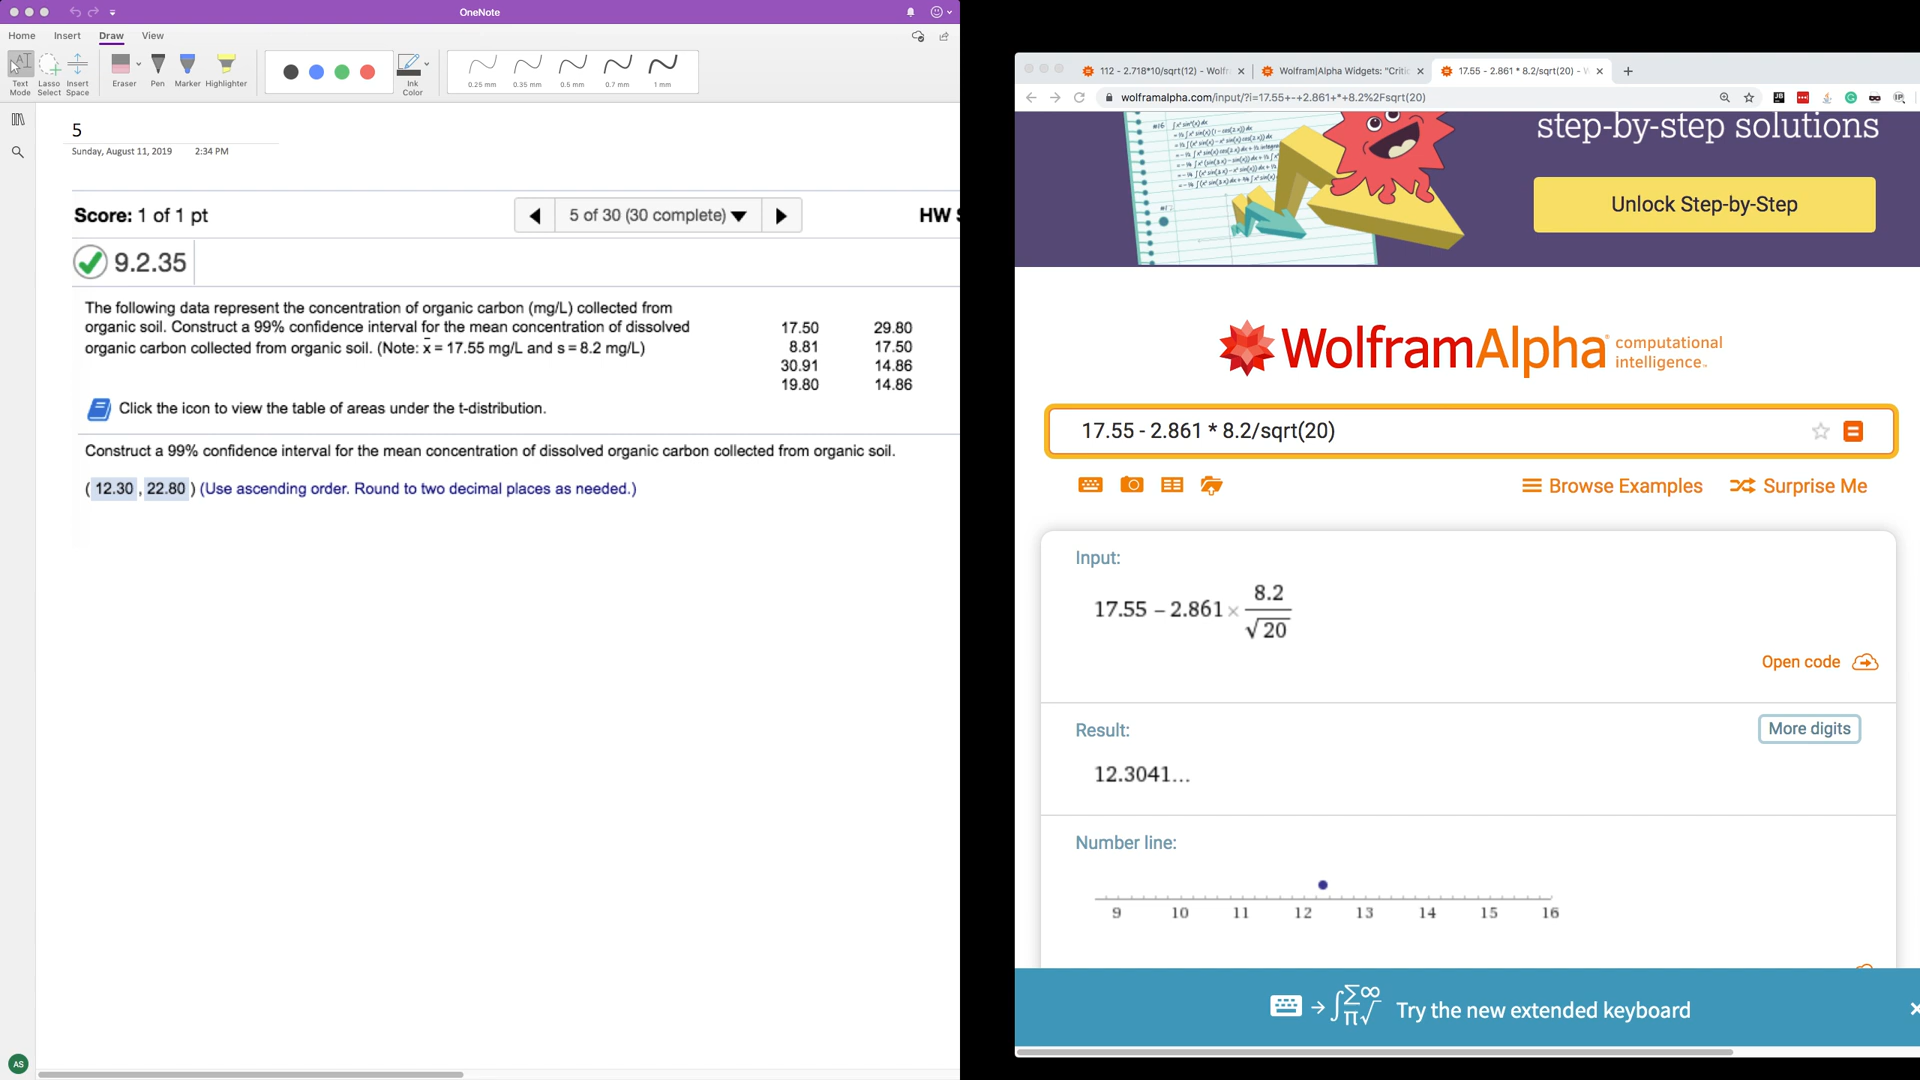 OneNote
Home Insert Draw View
Text Mode
Lasso Select
Insert Space
Eraser
Pen
Marker
Highlighter
Ink Color
0.25 mm 0.35 mm 0.5 mm 0.7 mm 1 mm
5
Sunday, August 11, 2019 2:34 PM
Score: 1 of 1 pt
5 of 30 (30 complete)
HW
9.2.35
The following data represent the concentration of organic carbon (mg/L) collected from
organic soil. Construct a 99% confidence interval for the mean concentration of dissolved
organic carbon collected from organic soil. (Note: x̄ = 17.55 mg/L and s = 8.2 mg/L)
17.50 29.80
8.81 17.50
30.91 14.86
19.80 14.86
Click the icon to view the table of areas under the t-distribution.
Construct a 99% confidence interval for the mean concentration of dissolved organic carbon collected from organic soil.
( 12.30 , 22.80 ) (Use ascending order. Round to two decimal places as needed.)
AS
112 - 2.718*10/sqrt(12) - Wolfr
Wolfram|Alpha Widgets: "Critic
17.55 - 2.861 * 8.2/sqrt(20) - W
wolframalpha.com/input/?i=17.55+-+2.861+*+8.2%2Fsqrt(20)
step-by-step solutions
Unlock Step-by-Step
WolframAlpha computational
intelligence.
17.55 - 2.861 * 8.2/sqrt(20)
Browse Examples Surprise Me
Input:
17.55 − 2.861 × 8.2/√20
Open code
Result:
More digits
12.3041...
Number line:
9 10 11 12 13 14 15 16
Try the new extended keyboard